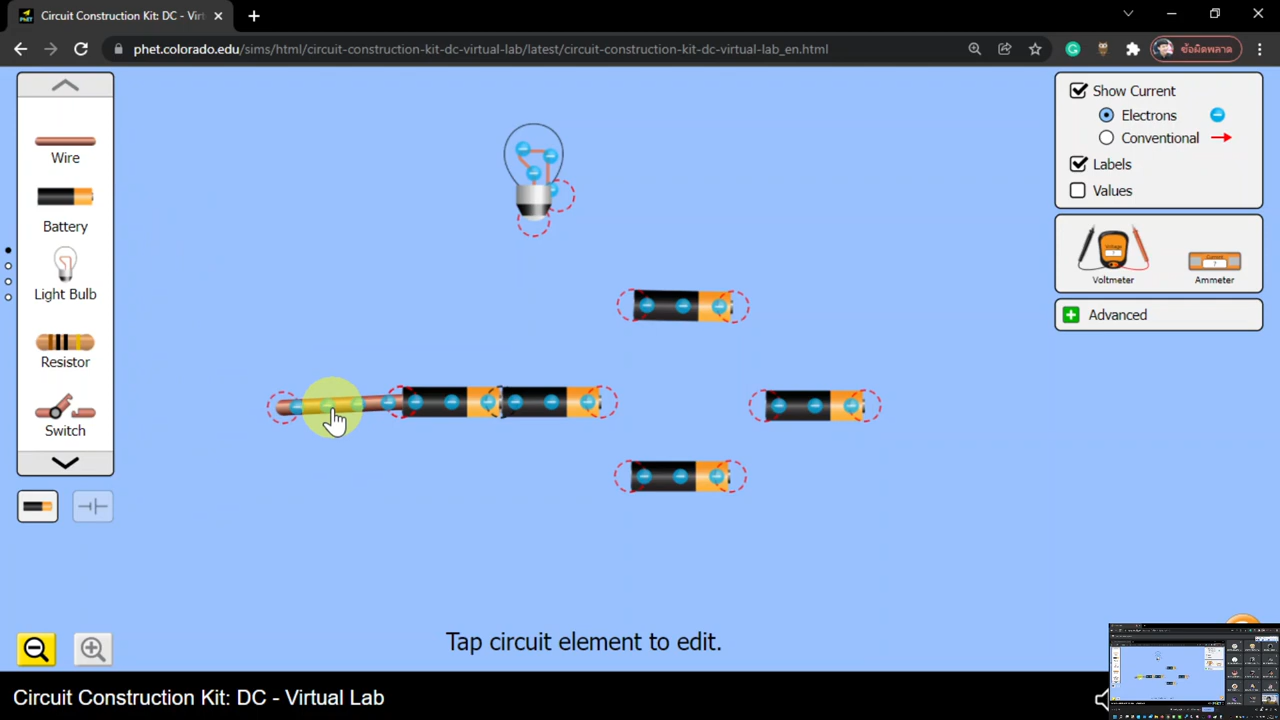 Circuit Construction Kit: DC - Virt
phet.colorado.edu/sims/html/circuit-construction-kit-dc-virtual-lab/latest/circuit-construction-kit-dc-virtual-lab_en.html
ข้อผิดพลาด
Wire
Battery
Light Bulb
Resistor
Switch
Show Current
Electrons
Conventional
Labels
Values
Voltmeter
Current
Ammeter
Advanced
Tap circuit element to edit.
Circuit Construction Kit: DC - Virtual Lab